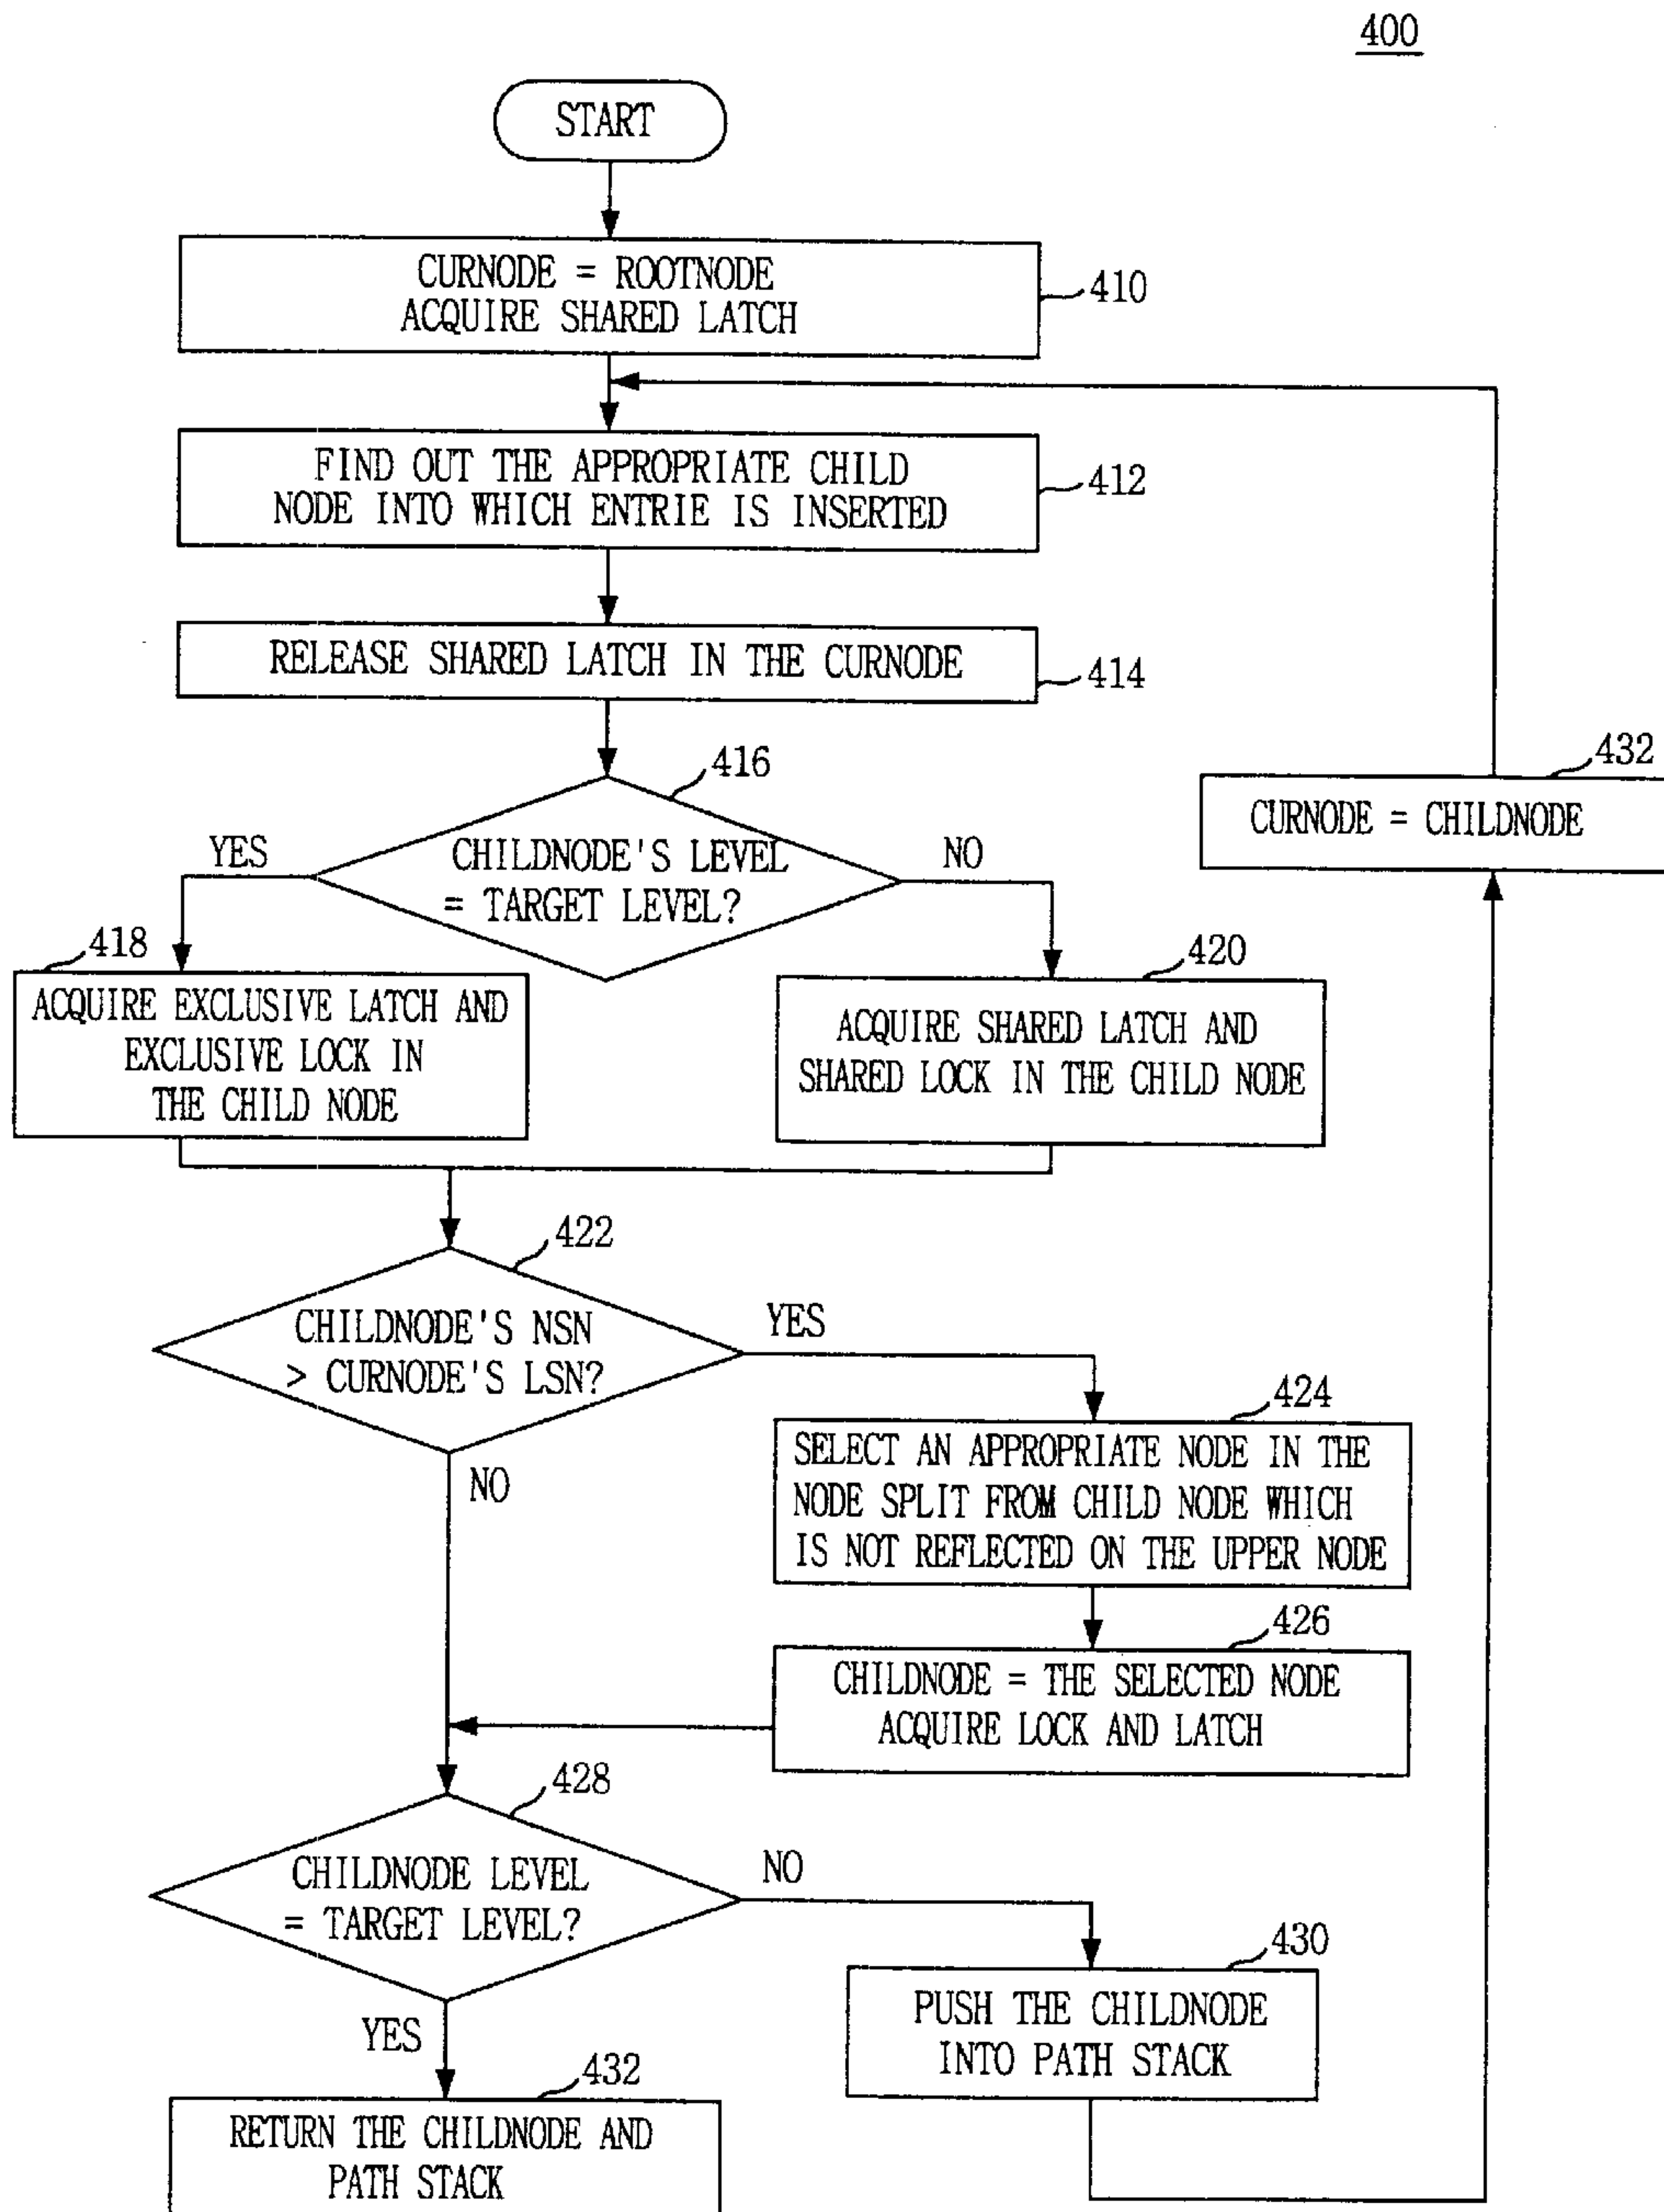 400
START
CURNODE = ROOTNODE
ACQUIRE SHARED LATCH
410
FIND OUT THE APPROPRIATE CHILD
NODE INTO WHICH ENTRIE IS INSERTED
412
RELEASE SHARED LATCH IN THE CURNODE
414
416
CHILDNODE'S LEVEL
= TARGET LEVEL?
YES
NO
432
CURNODE = CHILDNODE
418
ACQUIRE EXCLUSIVE LATCH AND
EXCLUSIVE LOCK IN
THE CHILD NODE
420
ACQUIRE SHARED LATCH AND
SHARED LOCK IN THE CHILD NODE
422
CHILDNODE'S NSN
> CURNODE'S LSN?
YES
NO
424
SELECT AN APPROPRIATE NODE IN THE
NODE SPLIT FROM CHILD NODE WHICH
IS NOT REFLECTED ON THE UPPER NODE
426
CHILDNODE = THE SELECTED NODE
ACQUIRE LOCK AND LATCH
428
CHILDNODE LEVEL
= TARGET LEVEL?
NO
YES
430
PUSH THE CHILDNODE
INTO PATH STACK
432
RETURN THE CHILDNODE AND
PATH STACK